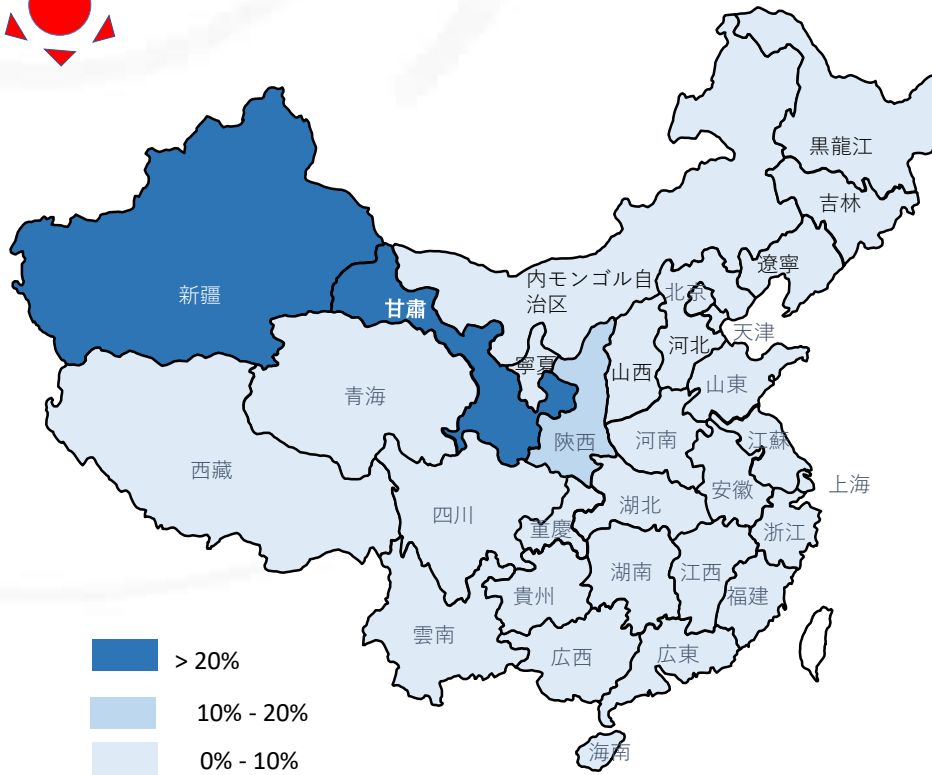 黒龍江
吉林
遼寧
内モンゴル自
治区
北京
新疆
甘粛
天津
河北
寧夏
山西
山東
青海
陝西
河南
江蘇
西藏
安徽
上海
四川
湖北
重慶
浙江
湖南
江西
貴州
福建
雲南
広西
広東
海南
> 20%
10% - 20%
0% - 10%